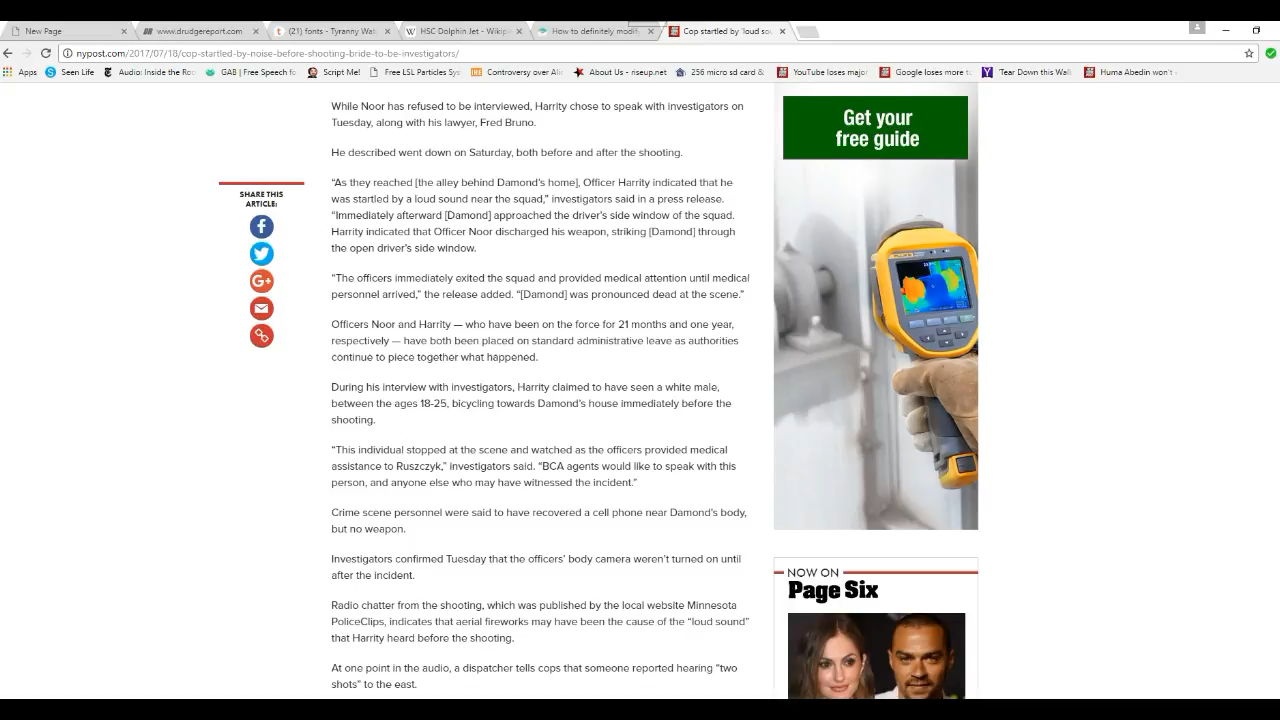 New Page
www.drudgereport.com
(21) fonts - Tyranny Wat
HSC Dolphin Jet - Wikip
How to definitely modify
Cop startled by 'loud sou
nypost.com/2017/07/18/cop-startled-by-noise-before-shooting-bride-to-be-investigators/
Apps
Seen Life
Audio: Inside the Ro
GAB | Free Speech fo
Script Mel
Free LSL Particles Sys
Controversy over Ali
About Us - riseup.net
256 micro sd card &
YouTube loses major
Google loses more t
'Tear Down this Wall
Huma Abedin won't
While Noor has refused to be interviewed, Harrity chose to speak with investigators on
Tuesday, along with his lawyer, Fred Bruno.
He described went down on Saturday, both before and after the shooting.
“As they reached [the alley behind Damond's home], Officer Harrity indicated that he
was startled by a loud sound near the squad,” investigators said in a press release.
“Immediately afterward [Damond] approached the driver's side window of the squad.
Harrity indicated that Officer Noor discharged his weapon, striking [Damond] through
the open driver's side window.
“The officers immediately exited the squad and provided medical attention until medical
personnel arrived,” the release added. “[Damond] was pronounced dead at the scene.”
Officers Noor and Harrity — who have been on the force for 21 months and one year,
respectively — have both been placed on standard administrative leave as authorities
continue to piece together what happened.
During his interview with investigators, Harrity claimed to have seen a white male,
between the ages 18-25, bicycling towards Damond's house immediately before the
shooting.
“This individual stopped at the scene and watched as the officers provided medical
assistance to Ruszczyk,” investigators said. “BCA agents would like to speak with this
person, and anyone else who may have witnessed the incident.”
Crime scene personnel were said to have recovered a cell phone near Damond's body,
but no weapon.
Investigators confirmed Tuesday that the officers' body camera weren't turned on until
after the incident.
Radio chatter from the shooting, which was published by the local website Minnesota
PoliceClips, indicates that aerial fireworks may have been the cause of the “loud sound”
that Harrity heard before the shooting.
At one point in the audio, a dispatcher tells cops that someone reported hearing “two
shots” to the east.
SHARE THIS
ARTICLE:
Get your
free guide
NOW ON
Page Six